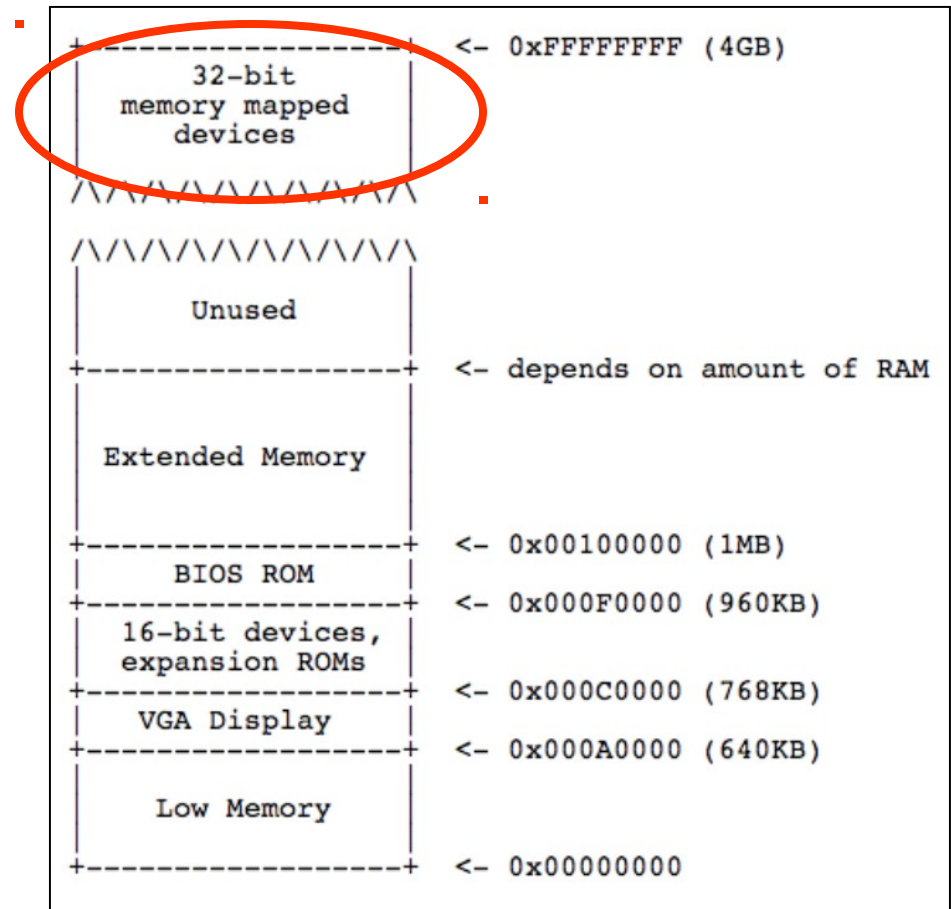 +------------------+  <- 0xFFFFFFFF (4GB)
|      32-bit      |
|  memory mapped   |
|     devices      |
|                  |
/\/\/\/\/\/\/\/\/\/\
/\/\/\/\/\/\/\/\/\/\
|                  |
|      Unused      |
|                  |
+------------------+  <- depends on amount of RAM
|                  |
|                  |
| Extended Memory  |
|                  |
|                  |
+------------------+  <- 0x00100000 (1MB)
|     BIOS ROM     |
+------------------+  <- 0x000F0000 (960KB)
|  16-bit devices, |
|  expansion ROMs  |
+------------------+  <- 0x000C0000 (768KB)
|   VGA Display    |
+------------------+  <- 0x000A0000 (640KB)
|                  |
|    Low Memory    |
|                  |
+------------------+  <- 0x00000000